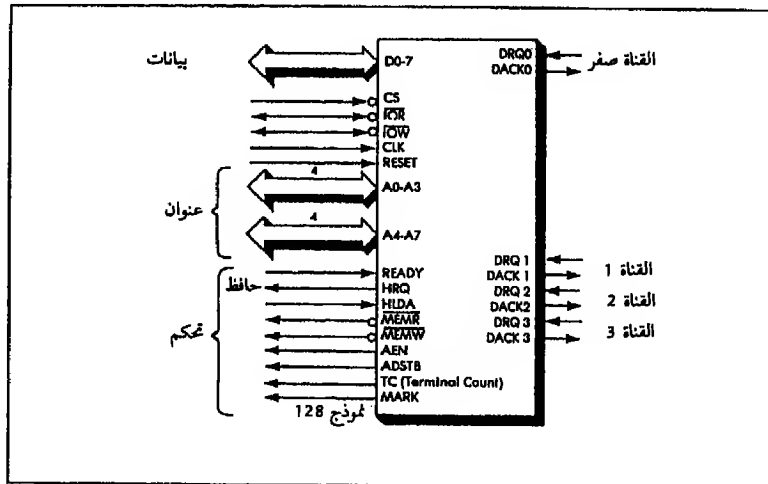 بيانات
D0-7
DRQ0
DACK0
القناة صفر
CS
IOR
IOW
CLK
RESET
4
A0-A3
عنوان
4
A4-A7
READY
HRQ
حافظ
HLDA
MEMR
MEMW
تحكم
AEN
ADSTB
TC (Terminal Count)
MARK
نموذج 128
DRQ 1
DACK 1
القناة 1
DRQ 2
DACK2
القناة 2
DRQ 3
DACK 3
القناة 3